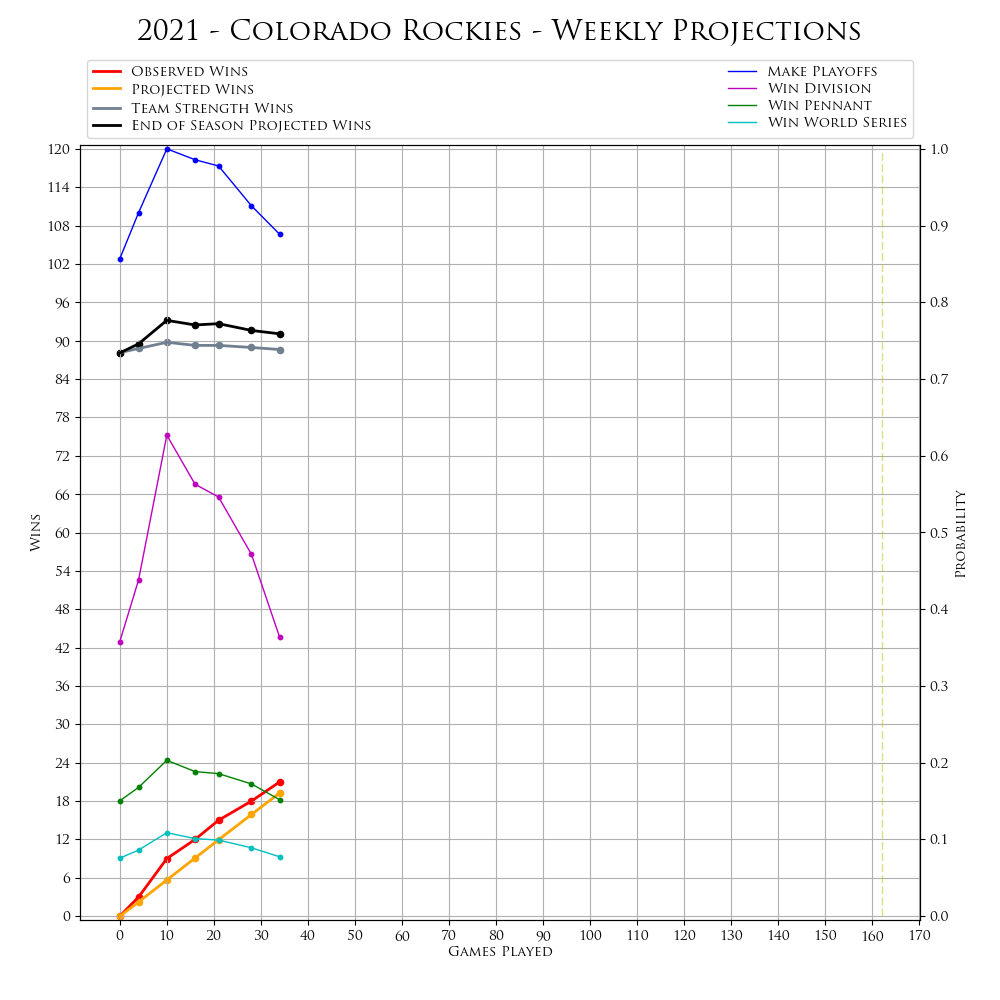 2021 - Colorado Rockies - Weekly Projections
Observed Wins
Projected Wins
Team Strength Wins
End of Season Projected Wins
Make Playoffs
Win Division
Win Pennant
Win World Series
120
114
108
102
96
90
84
78
72
66
60
54
48
42
36
30
24
18
12
6
0
Wins
1.0
0.9
0.8
0.7
0.6
0.5
0.4
0.3
0.2
0.1
0.0
Probability
0 10 20 30 40 50 60 70 80 90 100 110 120 130 140 150 160 170
Games Played